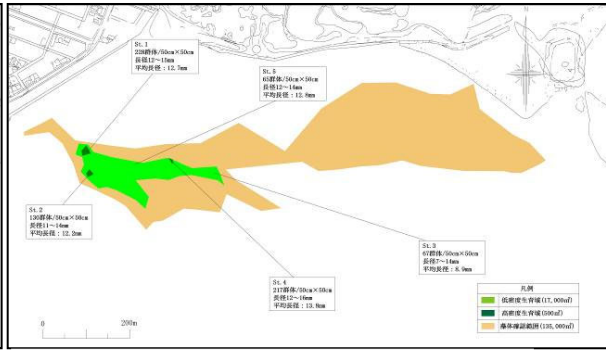 St.1
228群体/50cm×50cm
長径12～15mm
平均長径：12.7mm
St.5
65群体/50cm×50cm
長径12～14mm
平均長径：12.8mm
St.2
136群体/50cm×50cm
長径11～14mm
平均長径：12.2mm
St.3
67群体/50cm×50cm
長径7～14mm
平均長径：8.9mm
St.4
217群体/50cm×50cm
長径12～16mm
平均長径：13.8mm
凡例
低密度生育域(17,000㎡)
高密度生育域(500㎡)
藻体確認範囲(135,000㎡)
0 200m